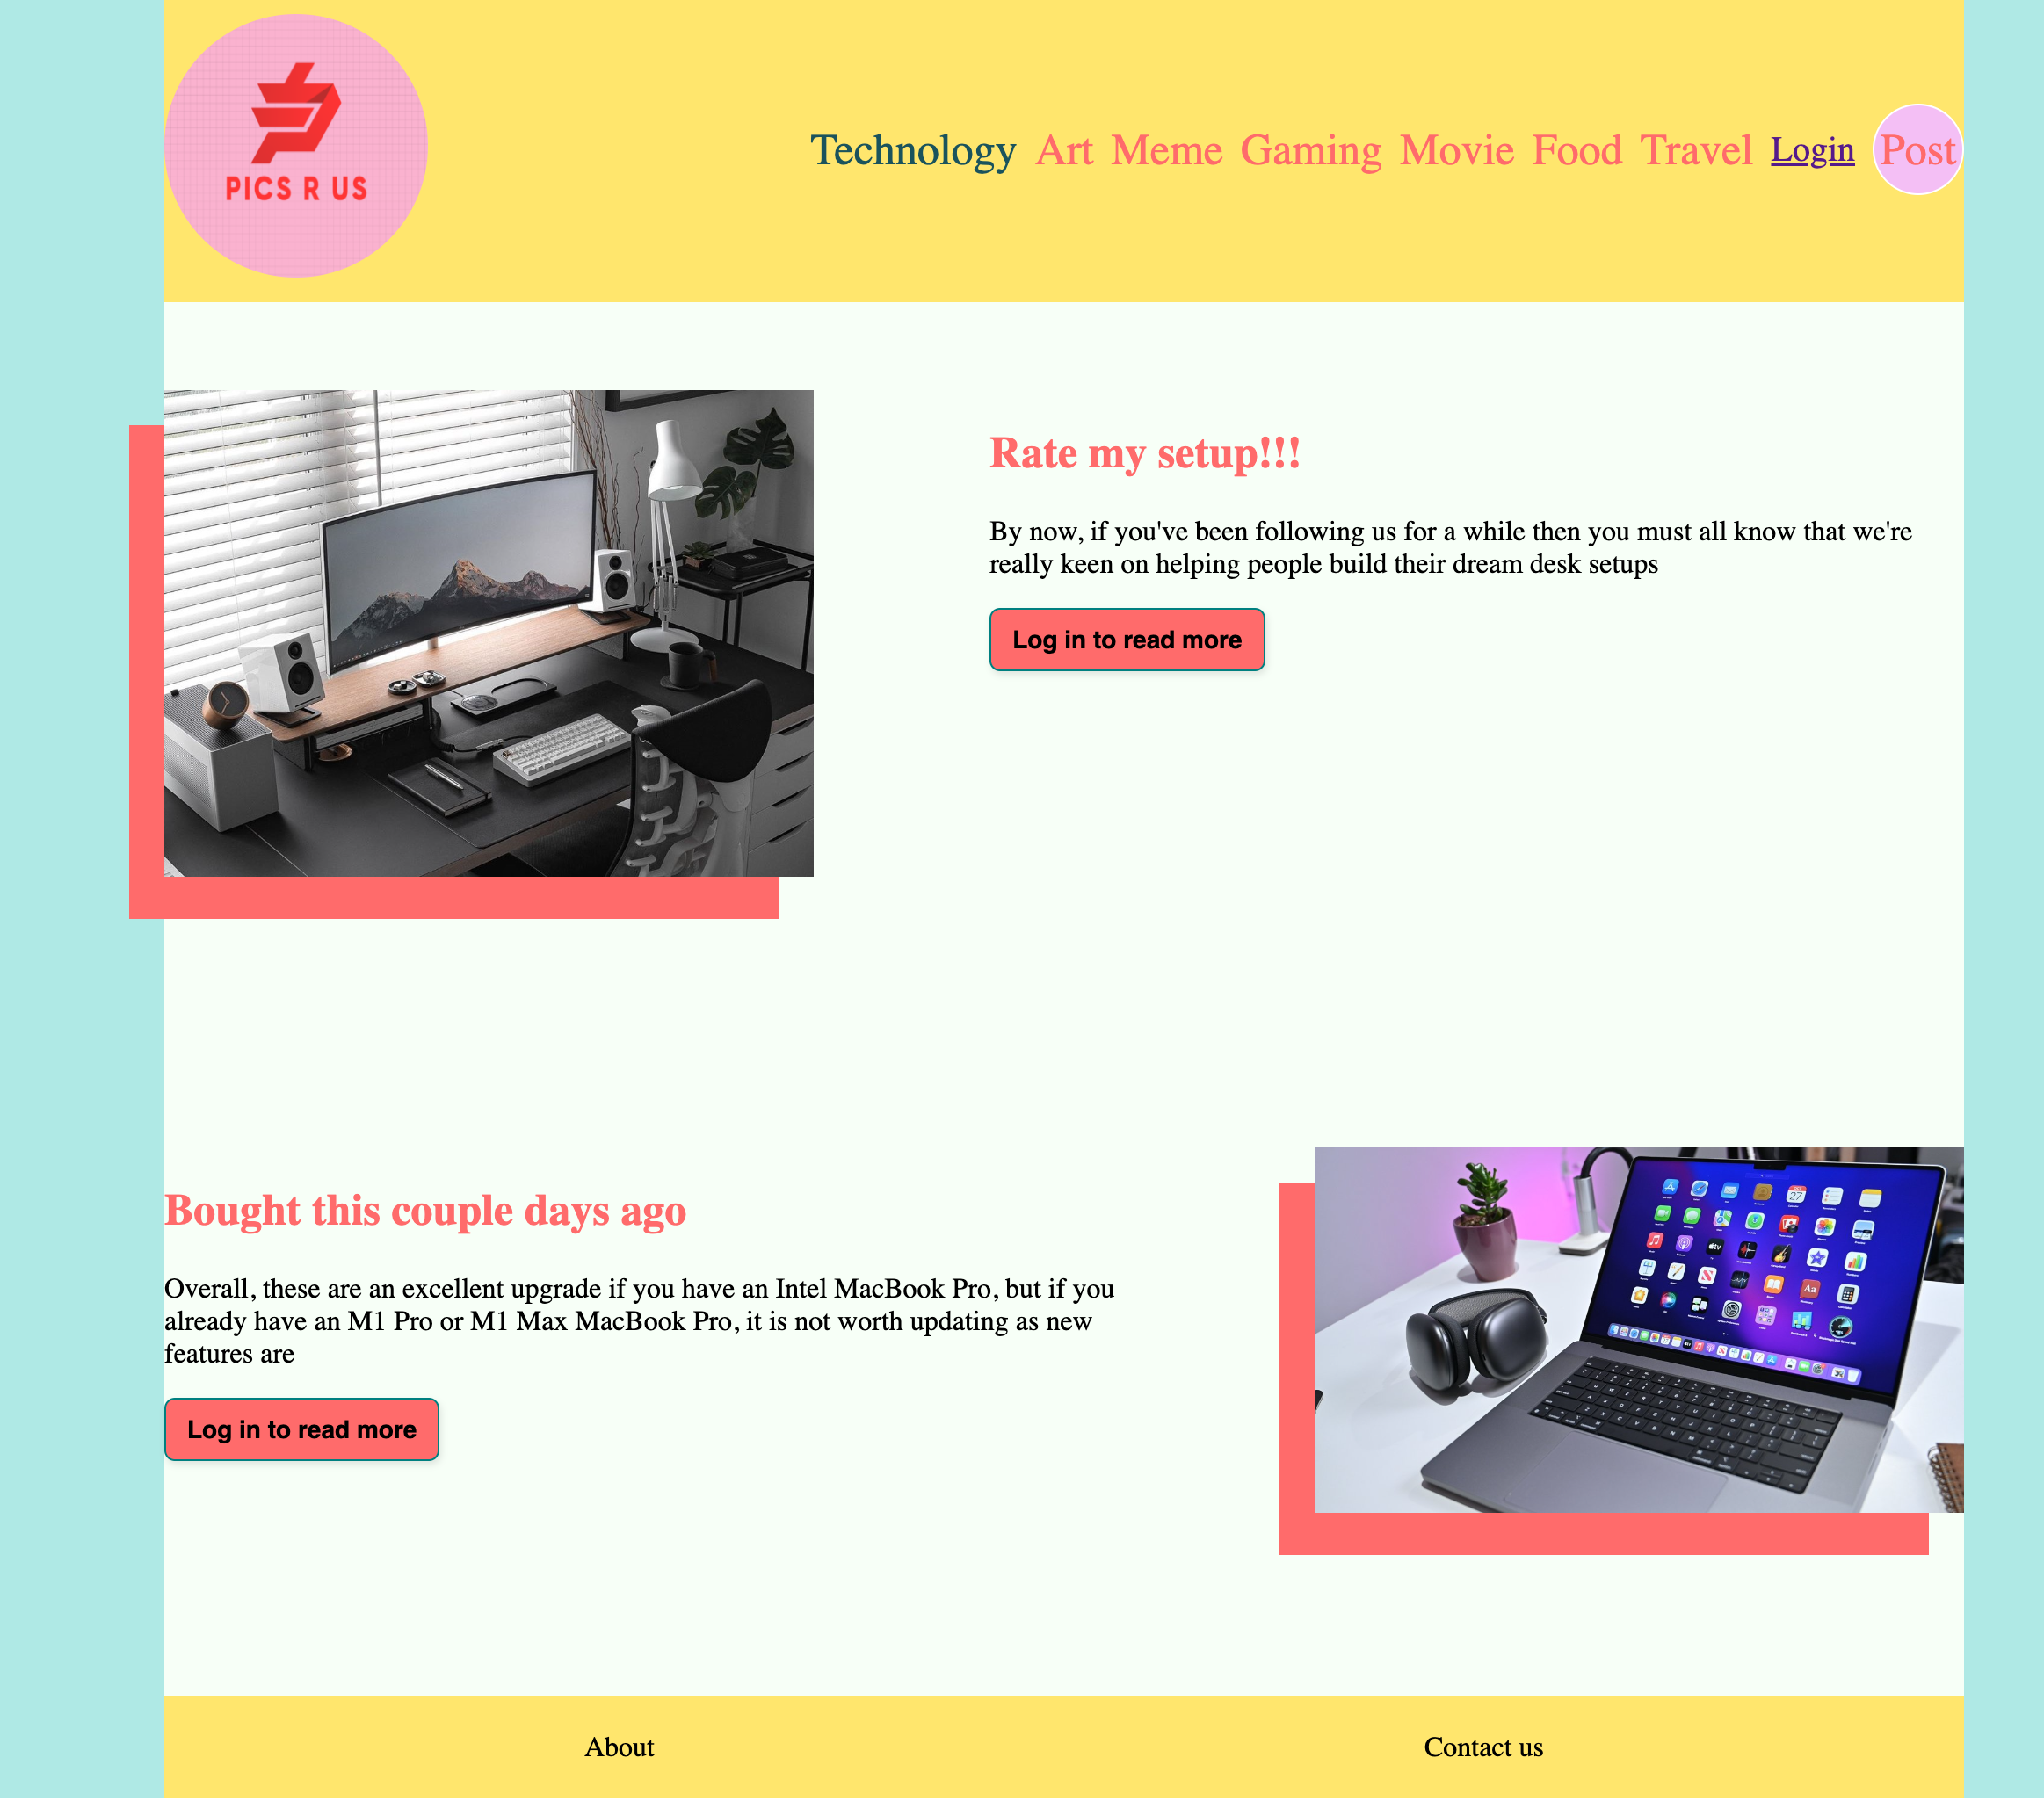 PICS R US
Technology Art Meme Gaming Movie Food Travel Login Post
Rate my setup!!!
By now, if you've been following us for a while then you must all know that we're
really keen on helping people build their dream desk setups
Log in to read more
Bought this couple days ago
Overall, these are an excellent upgrade if you have an Intel MacBook Pro, but if you
already have an M1 Pro or M1 Max MacBook Pro, it is not worth updating as new
features are
Log in to read more
About
Contact us